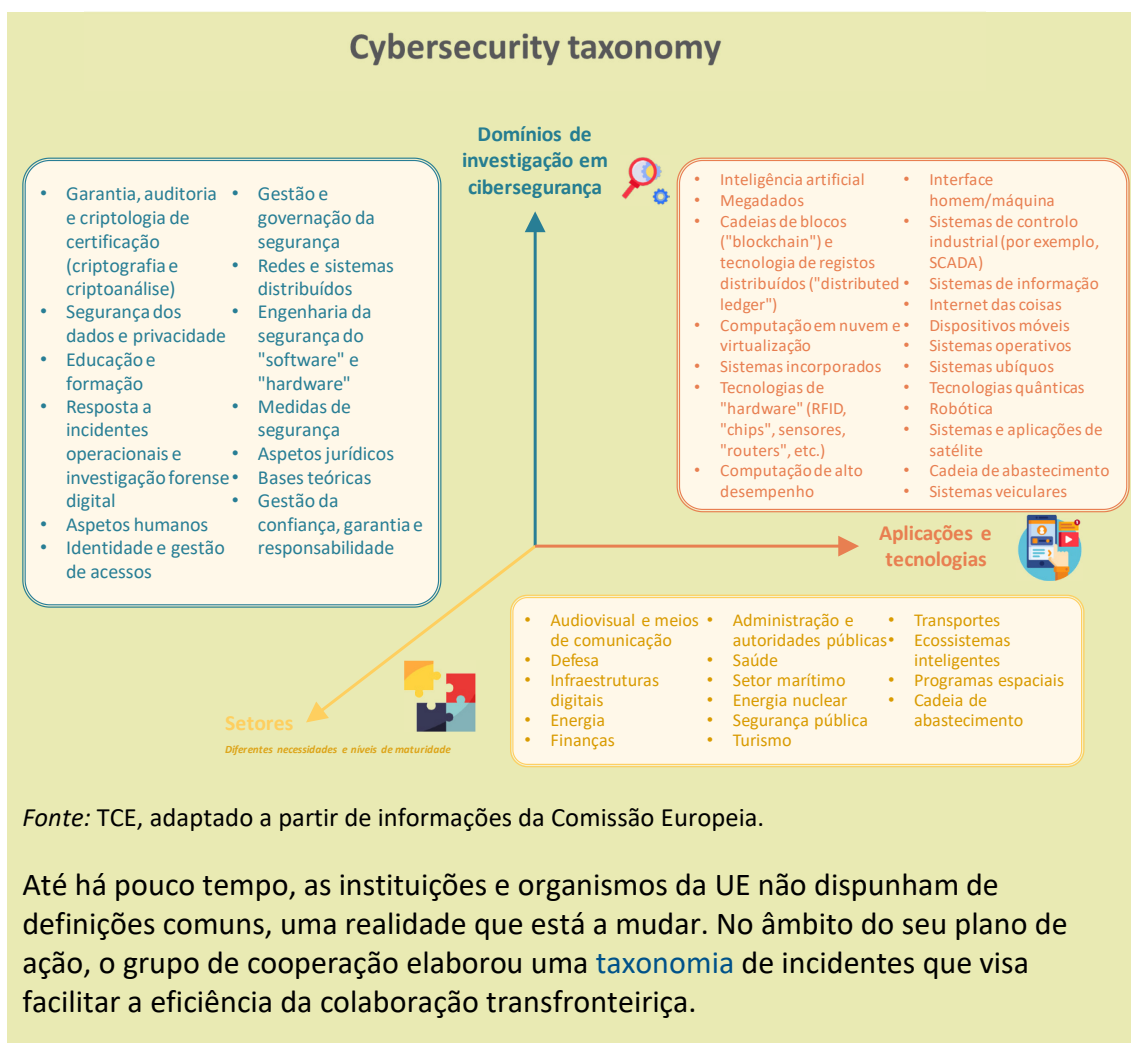 Cybersecurity taxonomy
Domínios de
investigação em
cibersegurança
• Garantia, auditoria
e criptologia de
certificação
(criptografia e
criptoanálise)
• Segurança dos
dados e privacidade
• Educação e
formação
• Resposta a
incidentes
operacionais e
investigação forense
digital
• Aspetos humanos
• Identidade e gestão
de acessos
• Gestão e
governação da
segurança
• Redes e sistemas
distribuídos
• Engenharia da
segurança do
"software" e
"hardware"
• Medidas de
segurança
• Aspetos jurídicos
• Bases teóricas
• Gestão da
confiança, garantia e
responsabilidade
• Inteligência artificial
• Megadados
• Cadeias de blocos
("blockchain") e
tecnologia de registos
distribuídos ("distributed
ledger")
• Computação em nuvem e
virtualização
• Sistemas incorporados
• Tecnologias de
"hardware" (RFID,
"chips", sensores,
"routers", etc.)
• Computação de alto
desempenho
• Interface
homem/máquina
• Sistemas de controlo
industrial (por exemplo,
SCADA)
• Sistemas de informação
• Internet das coisas
• Dispositivos móveis
• Sistemas operativos
• Sistemas ubíquos
• Tecnologias quânticas
• Robótica
• Sistemas e aplicações de
satélite
• Cadeia de abastecimento
• Sistemas veiculares
Aplicações e
tecnologias
• Audiovisual e meios
de comunicação
• Defesa
• Infraestruturas
digitais
• Energia
• Finanças
• Administração e
autoridades públicas
• Saúde
• Setor marítimo
• Energia nuclear
• Segurança pública
• Turismo
• Transportes
• Ecossistemas
inteligentes
• Programas espaciais
• Cadeia de
abastecimento
Setores
Diferentes necessidades e níveis de maturidade
Fonte: TCE, adaptado a partir de informações da Comissão Europeia.
Até há pouco tempo, as instituições e organismos da UE não dispunham de
definições comuns, uma realidade que está a mudar. No âmbito do seu plano de
ação, o grupo de cooperação elaborou uma taxonomia de incidentes que visa
facilitar a eficiência da colaboração transfronteiriça.